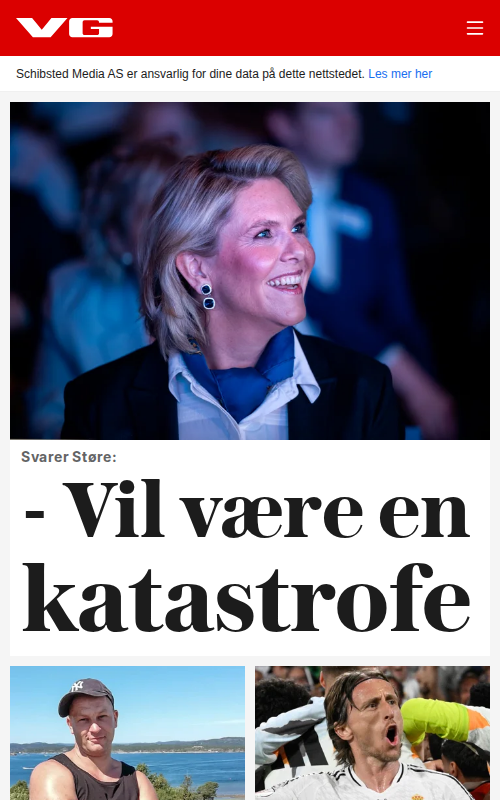 VG
Schibsted Media AS er ansvarlig for dine data på dette nettstedet. Les mer her
Svarer Støre:
- Vil være en
katastrofe